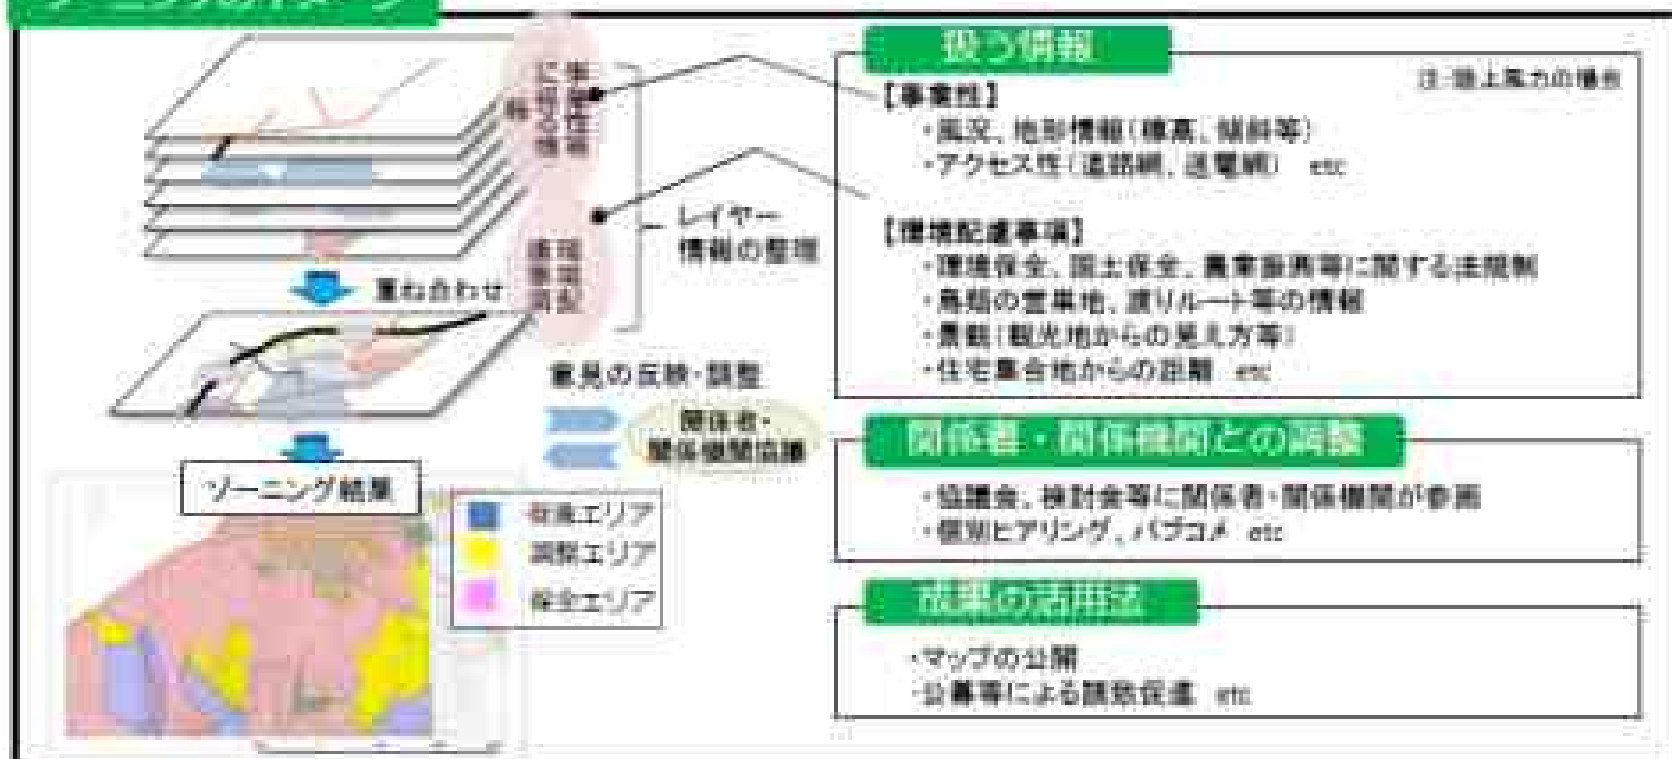 ゾーニングのイメージ
重ね合わせ
レイヤー
情報の整理
意見の反映・調整
関係者・
関係機関協議
ゾーニング結果
促進エリア
調整エリア
保全エリア
扱う情報
注:陸上風力の場合
【事業性】
・風況、地形情報(標高、傾斜等)
・アクセス性(道路網、送電網) etc
【環境配慮事項】
・環境保全、国土保全、農業振興等に関する法規制
・鳥類の営巣地、渡りルート等の情報
・景観(観光地からの見え方等)
・住宅集合地からの距離 etc
関係者・関係機関との調整
・協議会、検討会等に関係者・関係機関が参画
・個別ヒアリング、パブコメ etc
成果の活用法
・マップの公開
・公募等による誘致促進 etc